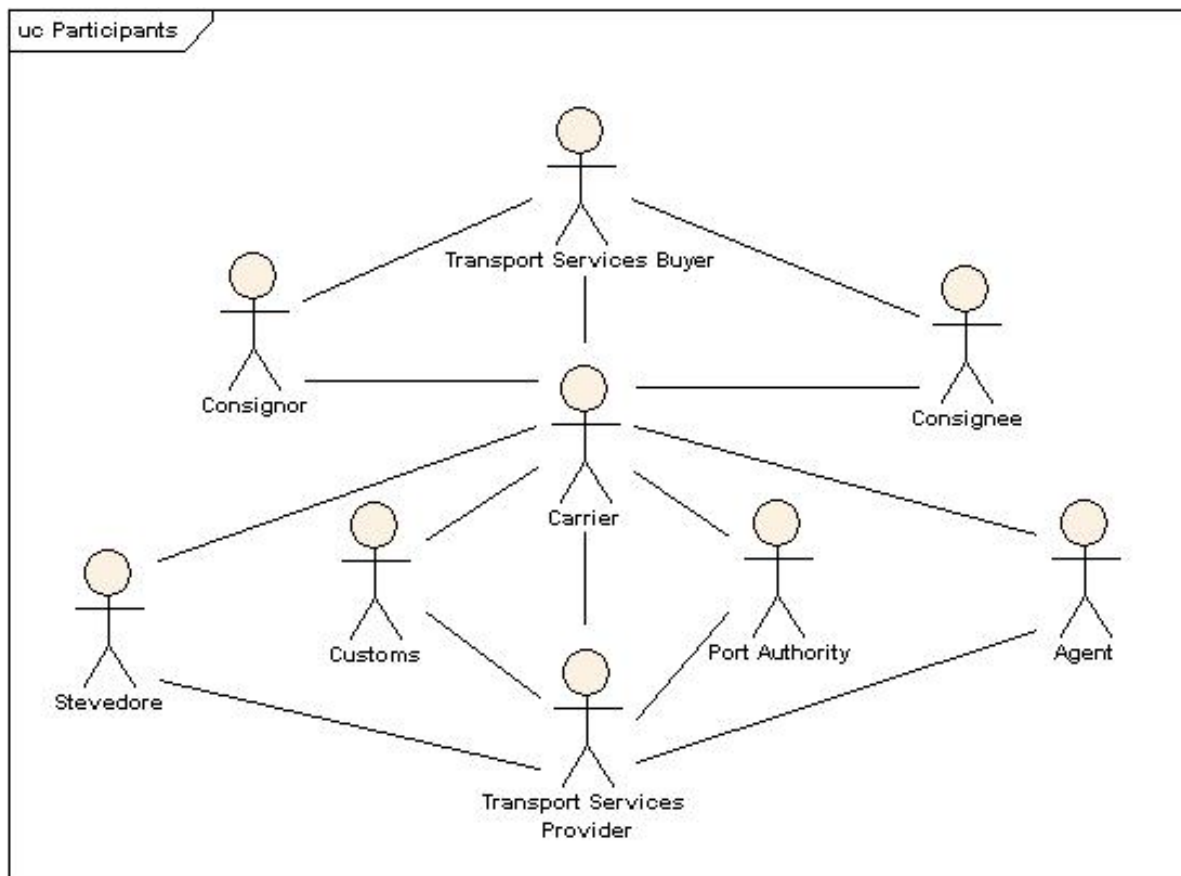 uc Participants
Transport Services Buyer
Consignor
Consignee
Carrier
Customs
Port Authority
Agent
Stevedore
Transport Services
Provider